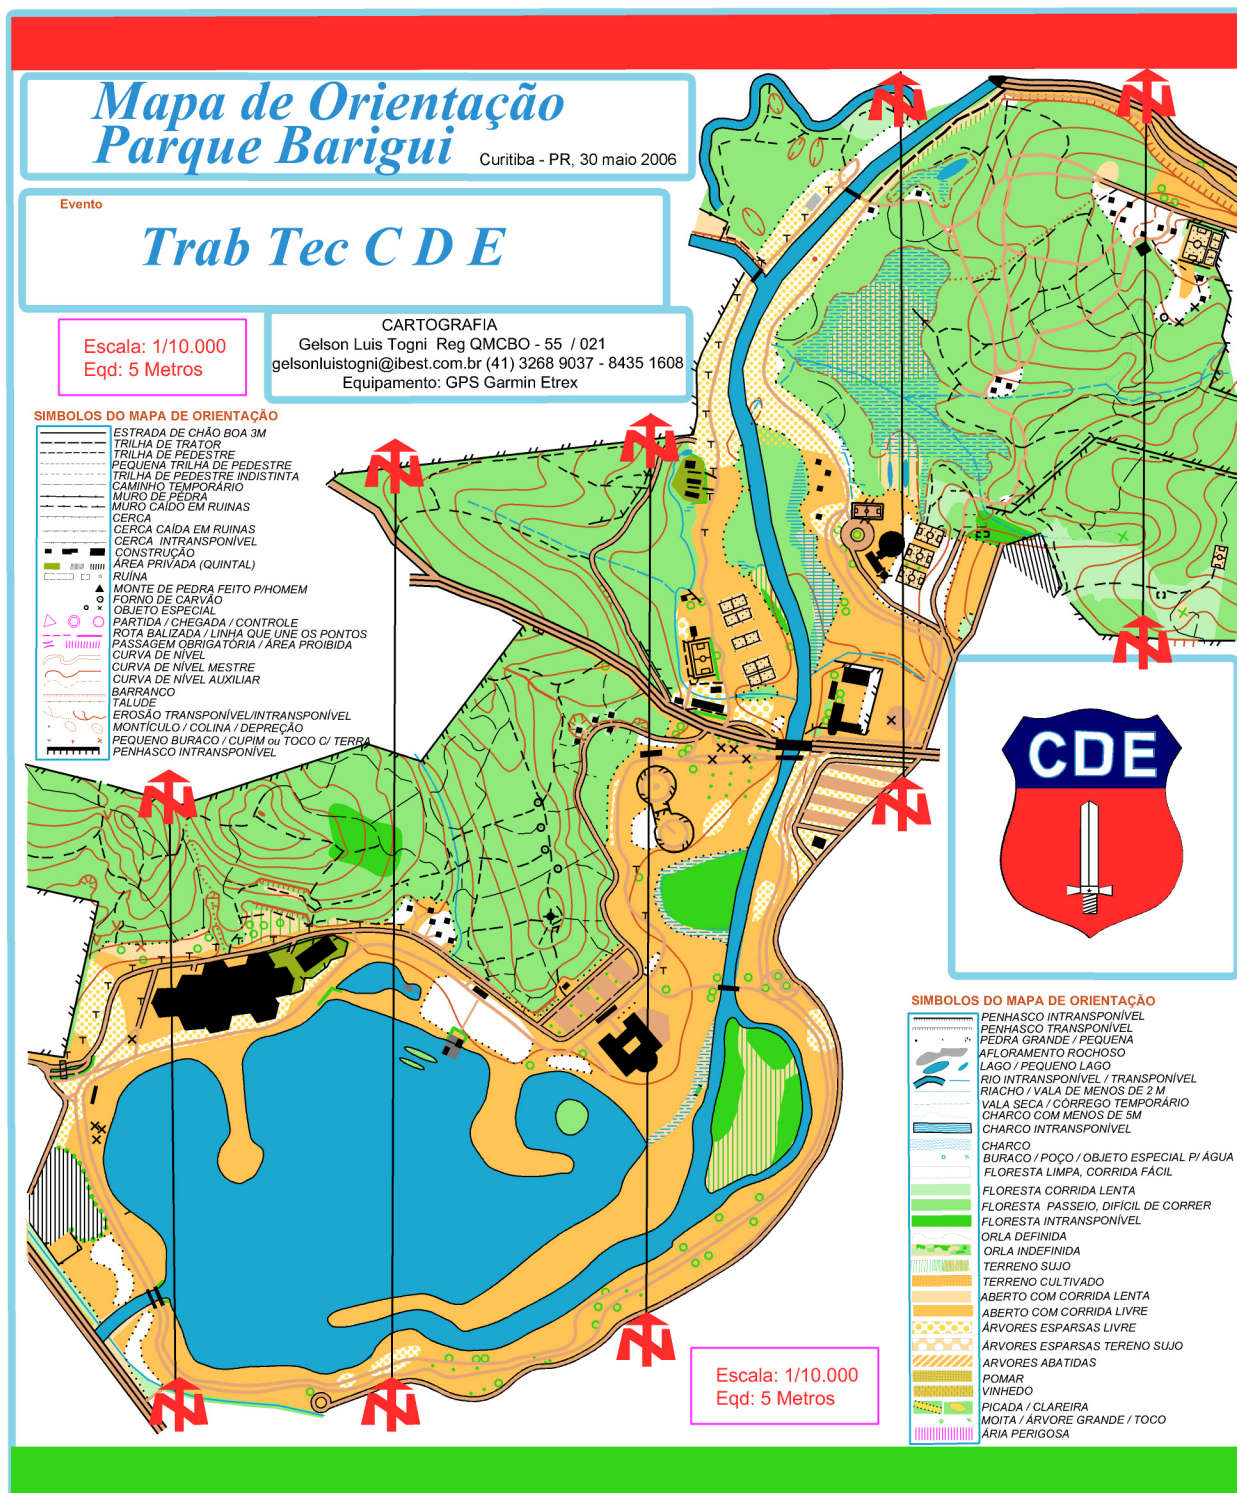 Mapa de Orientação
Parque Barigui
Curitiba - PR, 30 maio 2006
Evento
Trab Tec C D E
Escala: 1/10.000
Eqd: 5 Metros
CARTOGRAFIA
Gelson Luis Togni Reg QMCBO - 55 / 021
gelsonluistogni@ibest.com.br (41) 3268 9037 - 8435 1608
Equipamento: GPS Garmin Etrex
SIMBOLOS DO MAPA DE ORIENTAÇÃO
ESTRADA DE CHÃO BOA 3M
TRILHA DE TRATOR
TRILHA DE PEDESTRE
PEQUENA TRILHA DE PEDESTRE
TRILHA DE PEDESTRE INDISTINTA
CAMINHO TEMPORÁRIO
MURO DE PEDRA
MURO CAÍDO EM RUINAS
CERCA
CERCA CAÍDA EM RUINAS
CERCA INTRANSPONÍVEL
CONSTRUÇÃO
ÁREA PRIVADA (QUINTAL)
RUÍNA
MONTE DE PEDRA FEITO P/HOMEM
FORNO DE CARVÃO
OBJETO ESPECIAL
PARTIDA / CHEGADA / CONTROLE
ROTA BALIZADA / LINHA QUE UNE OS PONTOS
PASSAGEM OBRIGATÓRIA / ÁREA PROIBIDA
CURVA DE NÍVEL
CURVA DE NÍVEL MESTRE
CURVA DE NÍVEL AUXILIAR
BARRANCO
TALUDE
EROSÃO TRANSPONÍVEL/INTRANSPONÍVEL
MONTÍCULO / COLINA / DEPREÇÃO
PEQUENO BURACO / CUPIM ou TOCO C/ TERRA
PENHASCO INTRANSPONÍVEL
CDE
SIMBOLOS DO MAPA DE ORIENTAÇÃO
PENHASCO INTRANSPONÍVEL
PENHASCO TRANSPONÍVEL
PEDRA GRANDE / PEQUENA
AFLORAMENTO ROCHOSO
LAGO / PEQUENO LAGO
RIO INTRANSPONÍVEL / TRANSPONÍVEL
RIACHO / VALA DE MENOS DE 2 M
VALA SECA / CÓRREGO TEMPORÁRIO
CHARCO COM MENOS DE 5M
CHARCO INTRANSPONÍVEL
CHARCO
BURACO / POÇO / OBJETO ESPECIAL P/ ÁGUA
FLORESTA LIMPA, CORRIDA FÁCIL
FLORESTA CORRIDA LENTA
FLORESTA PASSEIO, DIFÍCIL DE CORRER
FLORESTA INTRANSPONÍVEL
ORLA DEFINIDA
ORLA INDEFINIDA
TERRENO SUJO
TERRENO CULTIVADO
ABERTO COM CORRIDA LENTA
ABERTO COM CORRIDA LIVRE
ÁRVORES ESPARSAS LIVRE
ÁRVORES ESPARSAS TERENO SUJO
ARVORES ABATIDAS
POMAR
VINHEDO
PICADA / CLAREIRA
MOITA / ÁRVORE GRANDE / TOCO
ÁRIA PERIGOSA
Escala: 1/10.000
Eqd: 5 Metros